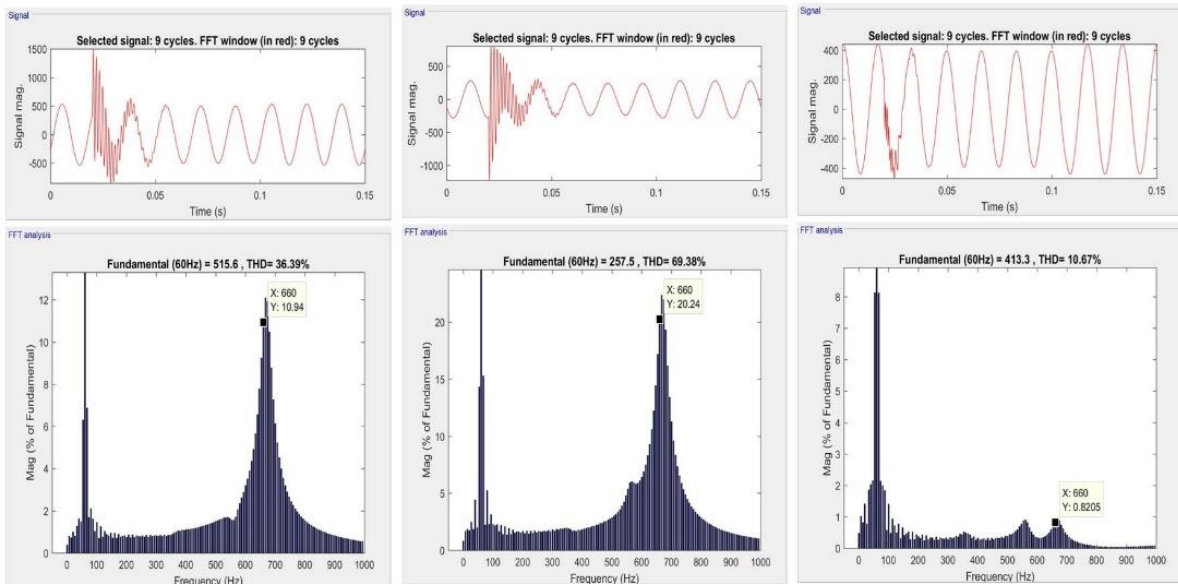 Signal
Selected signal: 9 cycles. FFT window (in red): 9 cycles
1500
1000
500
0
-500
Signal mag.
0 0.05 0.1 0.15
Time (s)
FFT analysis
Fundamental (60Hz) = 515.6 , THD= 36.39%
12
10
8
6
4
2
0
Mag (% of Fundamental)
X: 660
Y: 10.94
0 100 200 300 400 500 600 700 800 900 1000
Frequency (Hz)
Signal
Selected signal: 9 cycles. FFT window (in red): 9 cycles
500
0
-500
-1000
Signal mag.
0 0.05 0.1 0.15
Time (s)
FFT analysis
Fundamental (60Hz) = 257.5 , THD= 69.38%
20
15
10
5
0
Mag (% of Fundamental)
X: 660
Y: 20.24
0 100 200 300 400 500 600 700 800 900 1000
Frequency (Hz)
Signal
Selected signal: 9 cycles. FFT window (in red): 9 cycles
400
200
0
-200
-400
Signal mag.
0 0.05 0.1 0.15
Time (s)
FFT analysis
Fundamental (60Hz) = 413.3 , THD= 10.67%
8
7
6
5
4
3
2
1
0
Mag (% of Fundamental)
X: 660
Y: 0.8205
0 100 200 300 400 500 600 700 800 900 1000
Frequency (Hz)